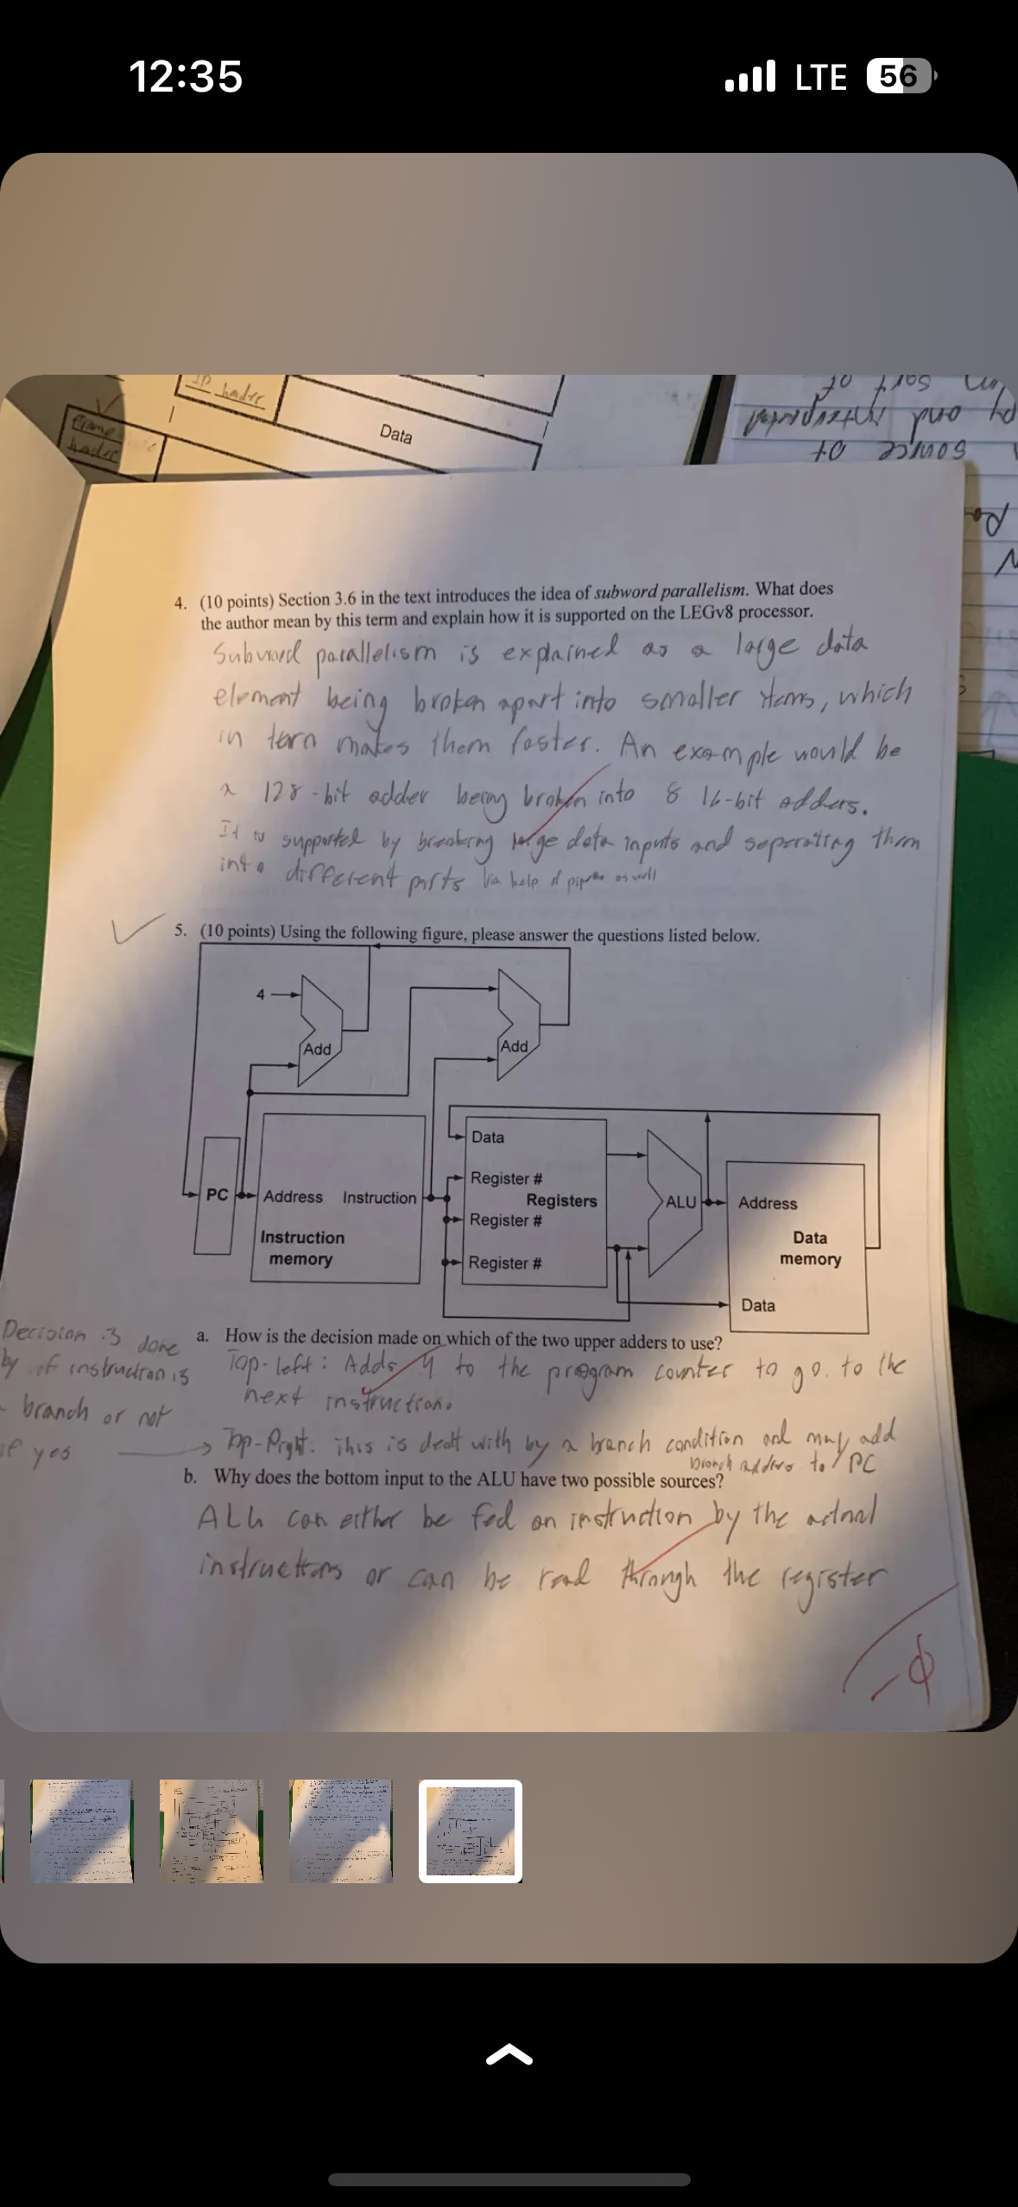 12:35
LTE 56
IP header
Data
Frame
header
4. (10 points) Section 3.6 in the text introduces the idea of subword parallelism. What does
the author mean by this term and explain how it is supported on the LEGv8 processor.
Subword parallelism is explained as a large data
element being broken apart into smaller items, which
in tern makes them faster. An example would be
a 128-bit adder being broken into 8 16-bit adders.
It is supported by breaking large data inputs and seperating them
into different parts via help of as well
5. (10 points) Using the following figure, please answer the questions listed below.
4
Add
Add
Data
Register #
PC
Address
Instruction
Registers
ALU
Address
Register #
Instruction
memory
Data
memory
Register #
Data
a. How is the decision made on which of the two upper adders to use?
Decision is done
by if instruction is
branch or not
if yes
Top-left: Adds 4 to the program counter to go to the
next instruction.
Top-Right: This is dealt with by a branch condition and may add
branch address to PC
b. Why does the bottom input to the ALU have two possible sources?
ALU can either be fed an instruction by the actual
instructions or can be read through the register